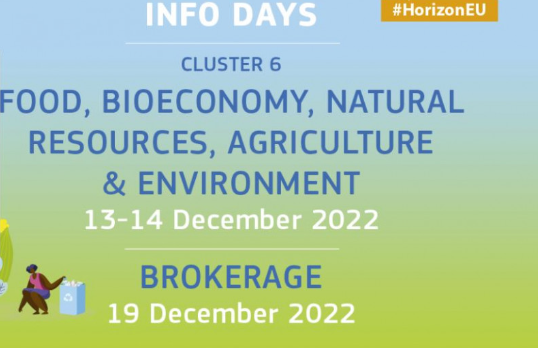 INFO DAYS
#HorizonEU
CLUSTER 6
FOOD, BIOECONOMY, NATURAL
RESOURCES, AGRICULTURE
& ENVIRONMENT
13-14 December 2022
BROKERAGE
19 December 2022